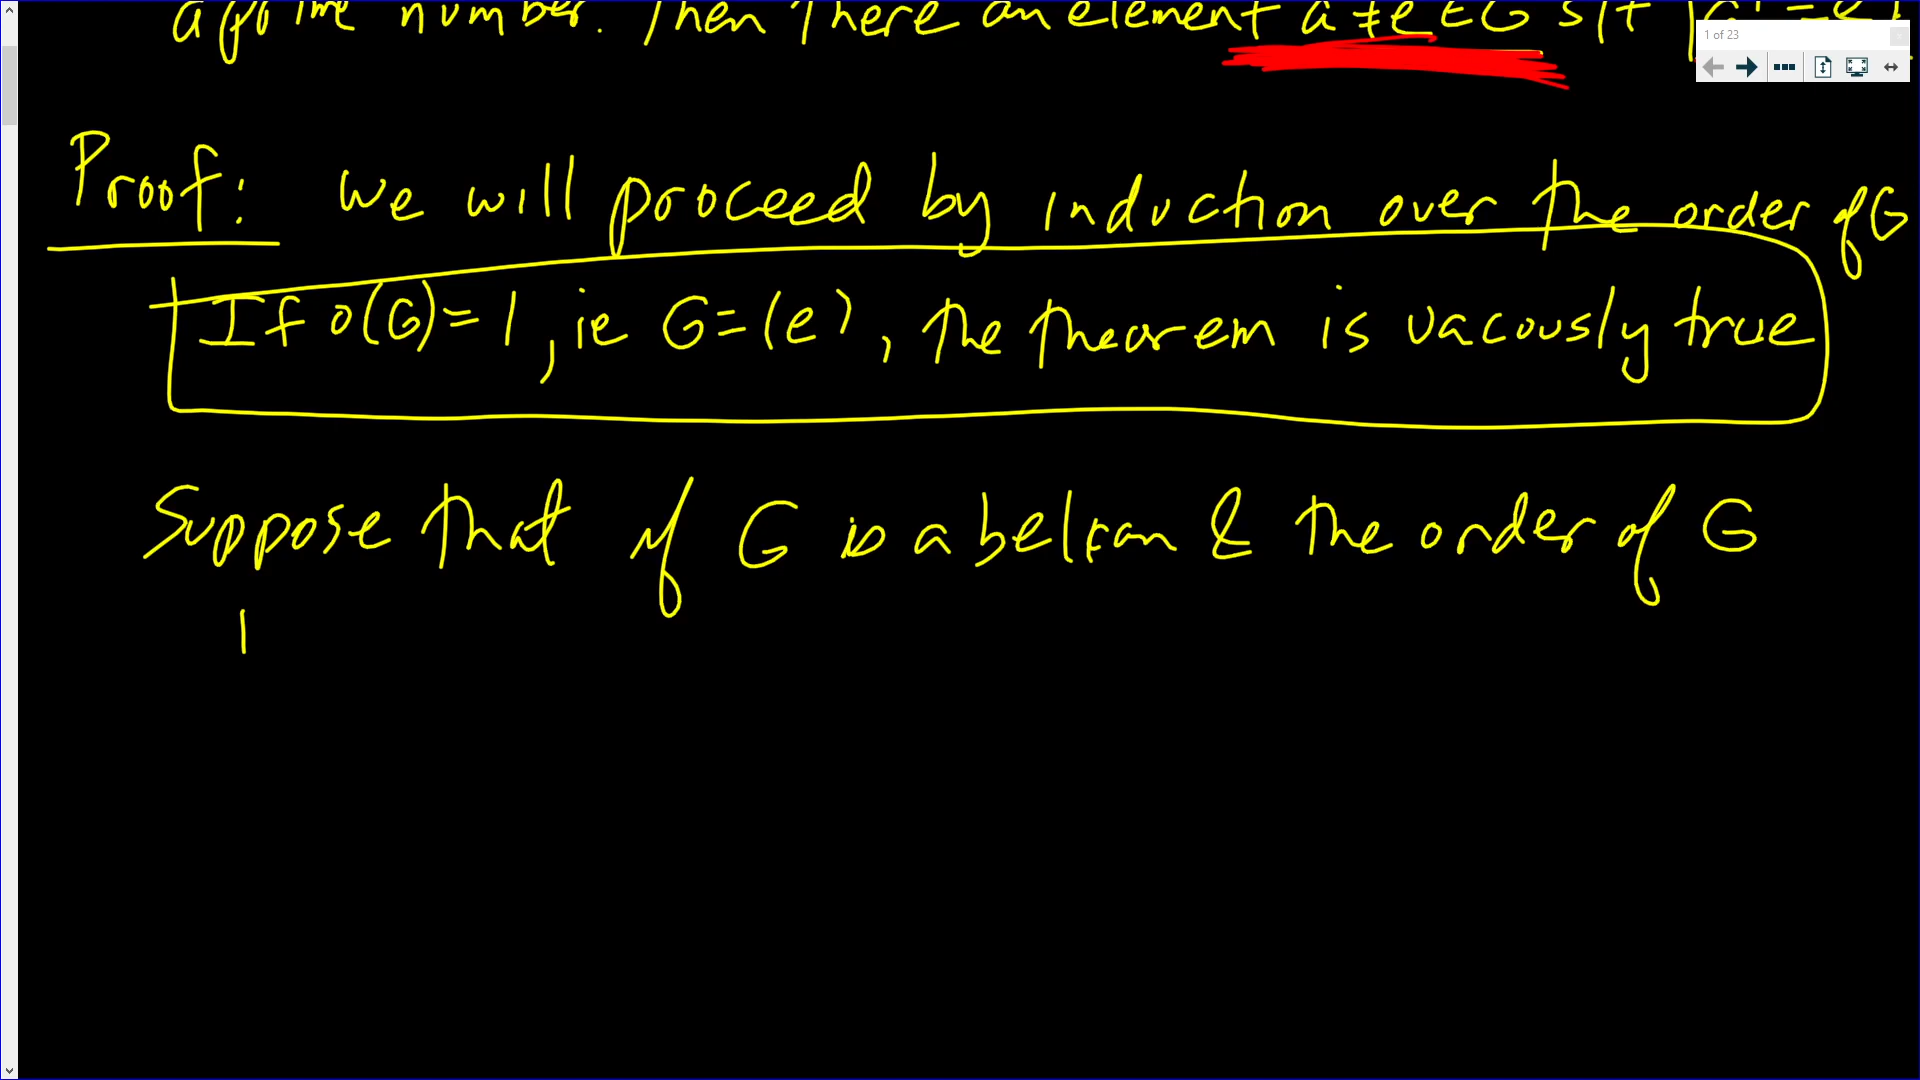 a prime number. Then there an element a ≠ e ∈ G s/t
1 of 23
Proof: We will proceed by induction over the order of G
If o(G) = 1, ie G = (e), the theorem is vacously true
Suppose that if G is abelian & the order of G